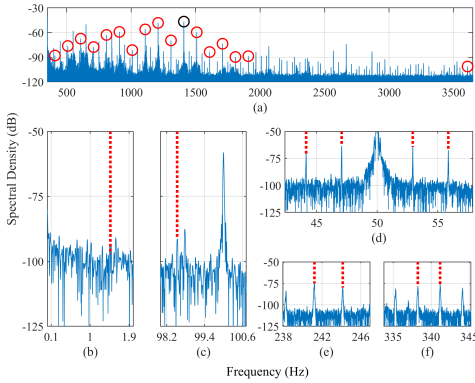 -30
-60
-90
-120
500 1000 1500 2000 2500 3000 3500
(a)
Spectral Density (dB)
-50
-75
-100
-125
0.1 1 1.9
(b)
98.2 99.4 100.6
(c)
-50
-75
-100
-125
45 50 55
(d)
-50
-75
-100
-125
238 242 246
(e)
335 340 345
(f)
Frequency (Hz)